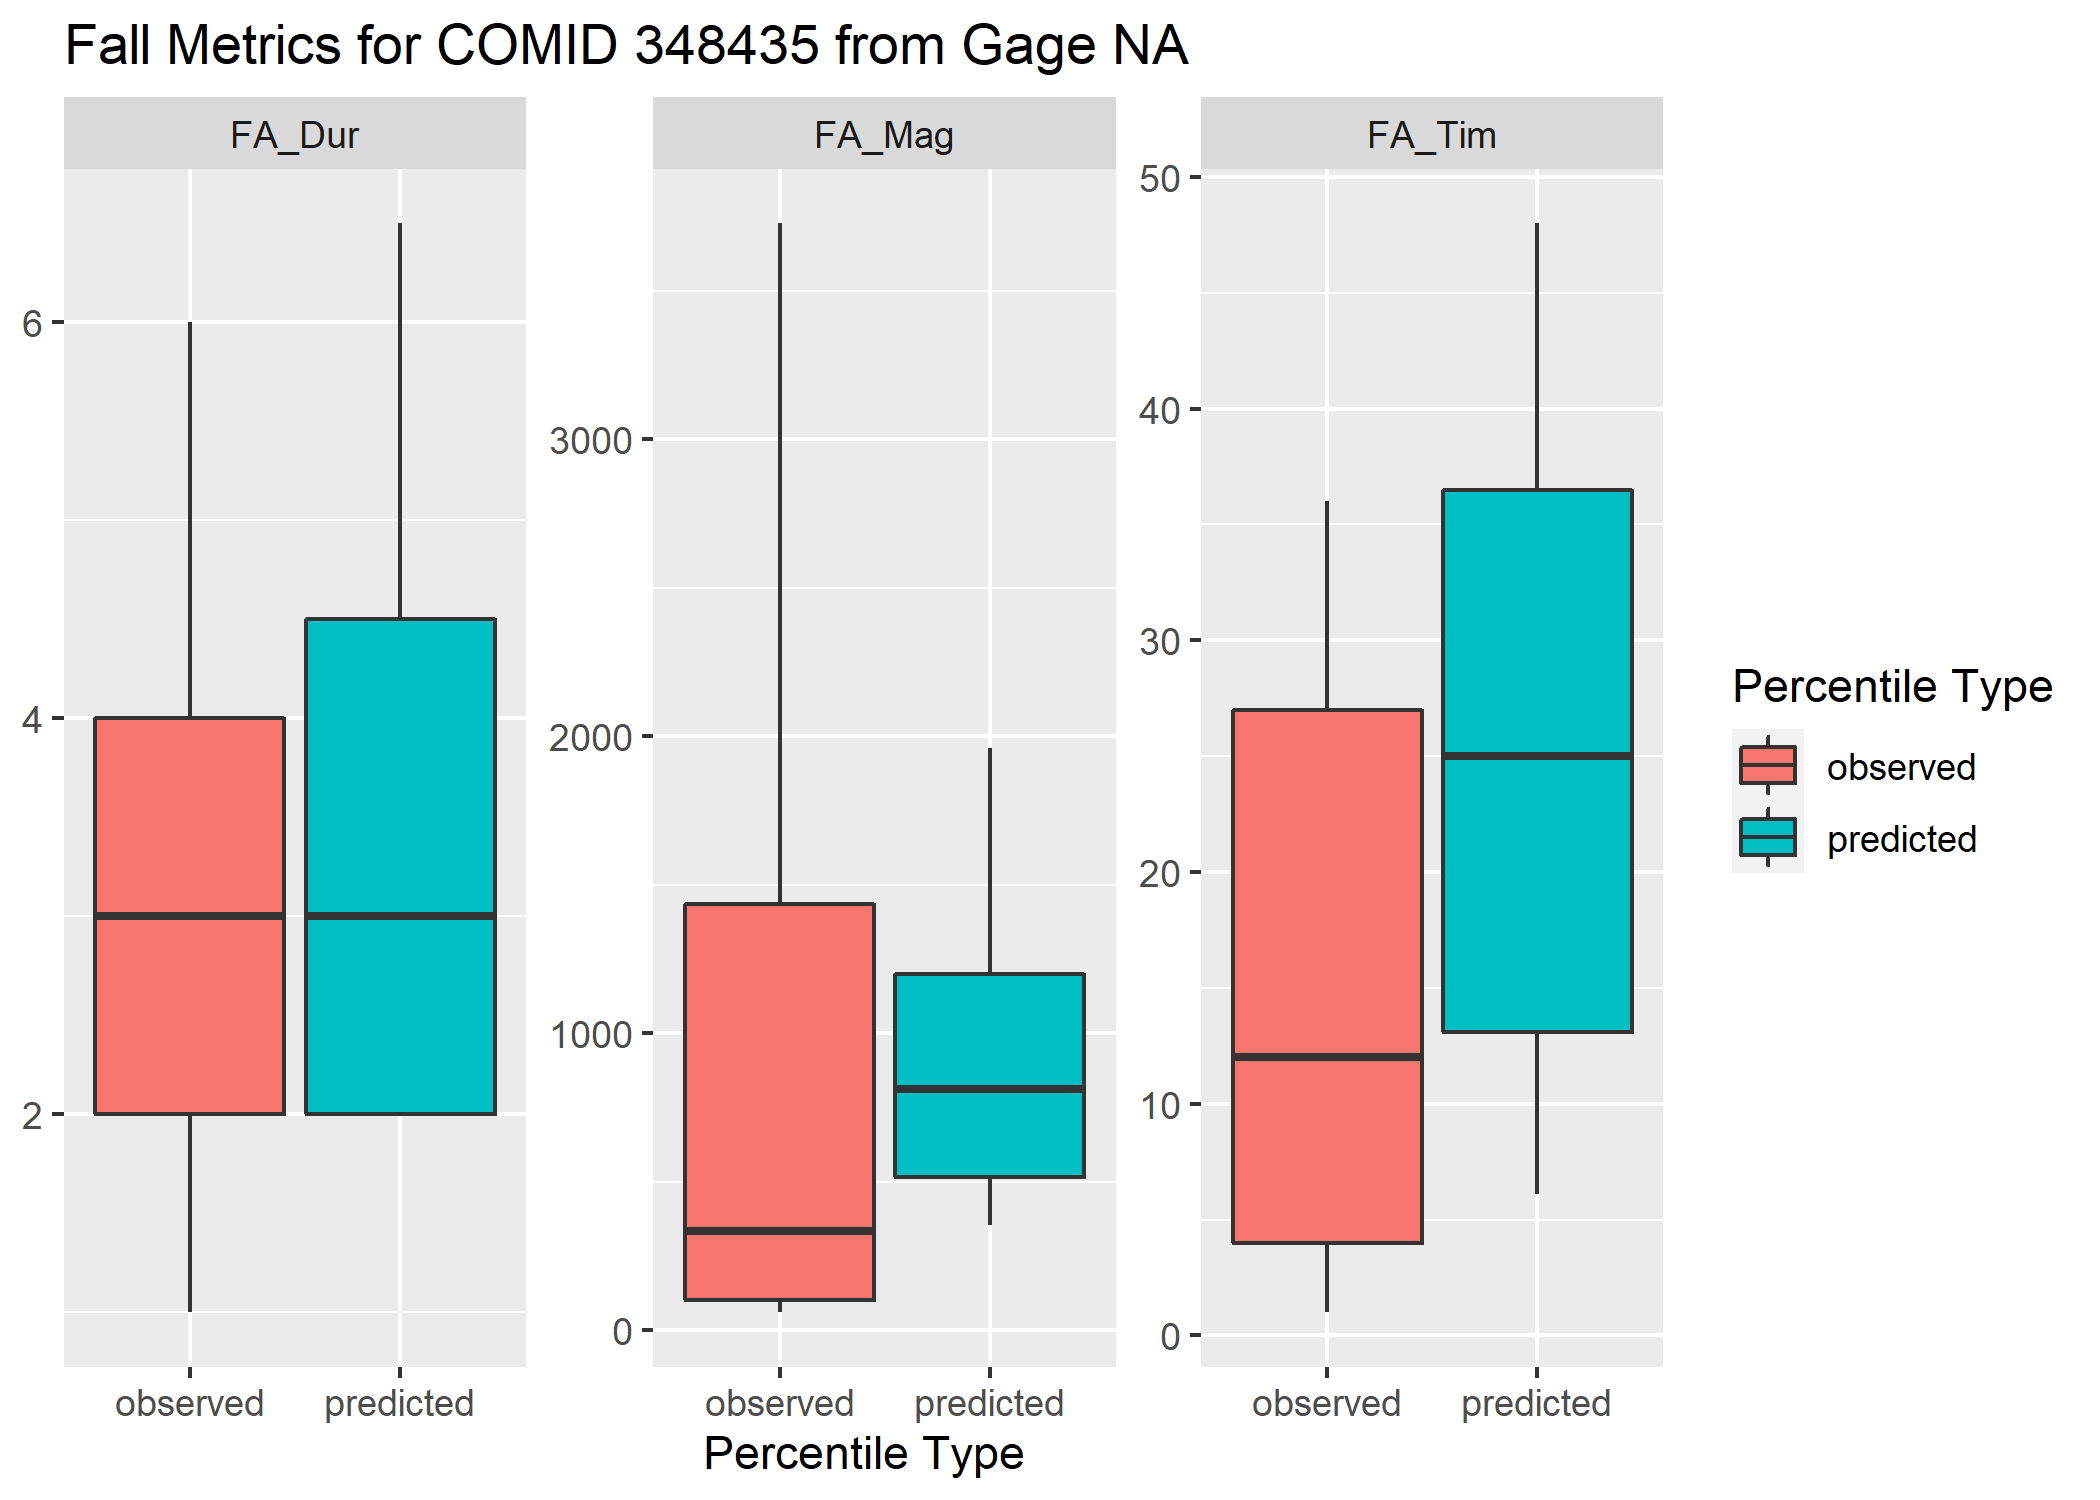 Fall Metrics for COMID 348435 from Gage NA
FA_Dur
FA_Mag
FA_Tim
6
4
2
3000
2000
1000
0
50
40
30
20
10
0
observed
predicted
observed
predicted
observed
predicted
Percentile Type
Percentile Type
observed
predicted